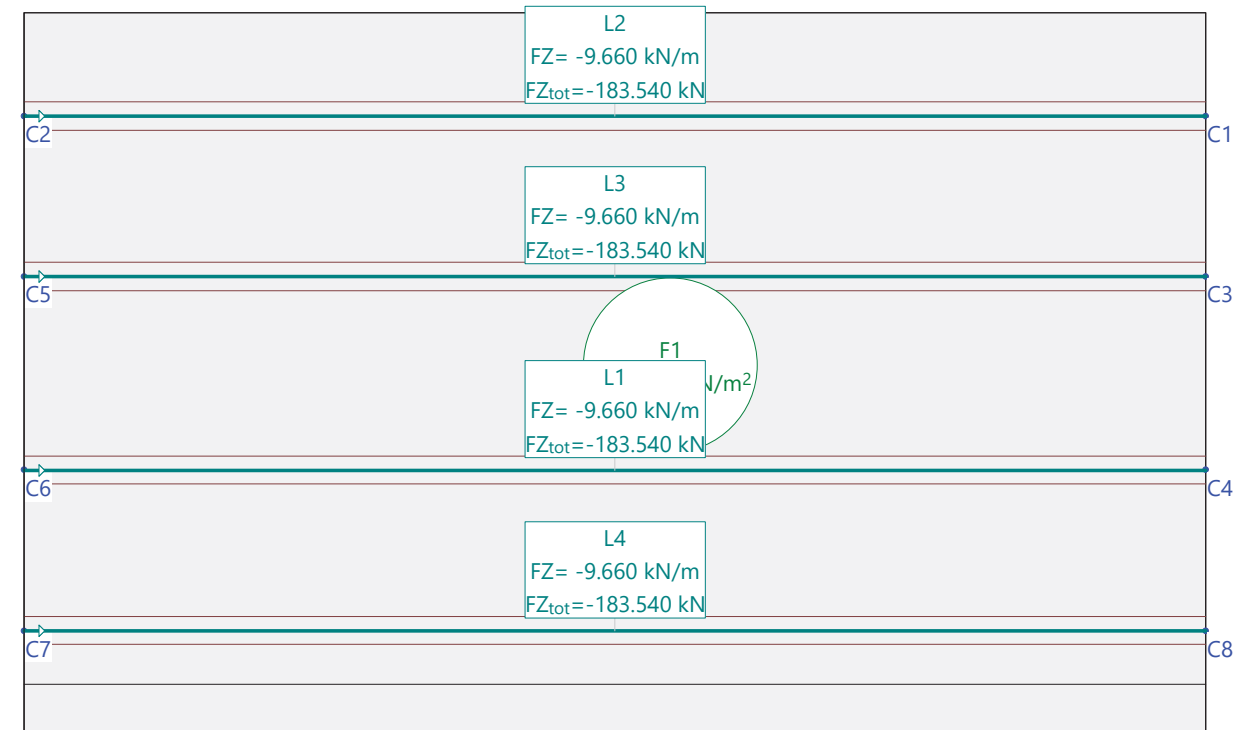 L2
FZ= -9.660 kN/m
FZtot=-183.540 kN
C2
C1
L3
FZ= -9.660 kN/m
FZtot=-183.540 kN
C5
C3
F1
N/m²
L1
FZ= -9.660 kN/m
FZtot=-183.540 kN
C6
C4
L4
FZ= -9.660 kN/m
FZtot=-183.540 kN
C7
C8